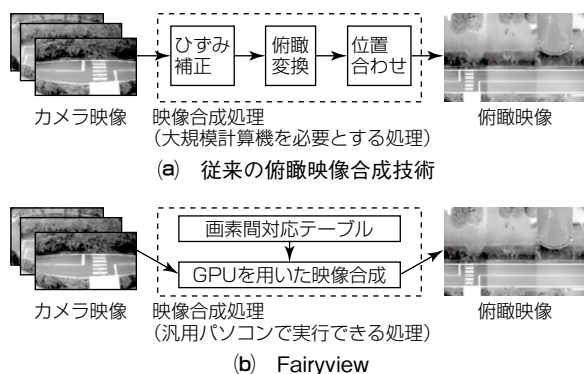 ひずみ
補正
俯瞰
変換
位置
合わせ
カメラ映像
映像合成処理
（大規模計算機を必要とする処理）
俯瞰映像
(a) 従来の俯瞰映像合成技術
画素間対応テーブル
GPUを用いた映像合成
カメラ映像
映像合成処理
（汎用パソコンで実行できる処理）
俯瞰映像
(b) Fairyview